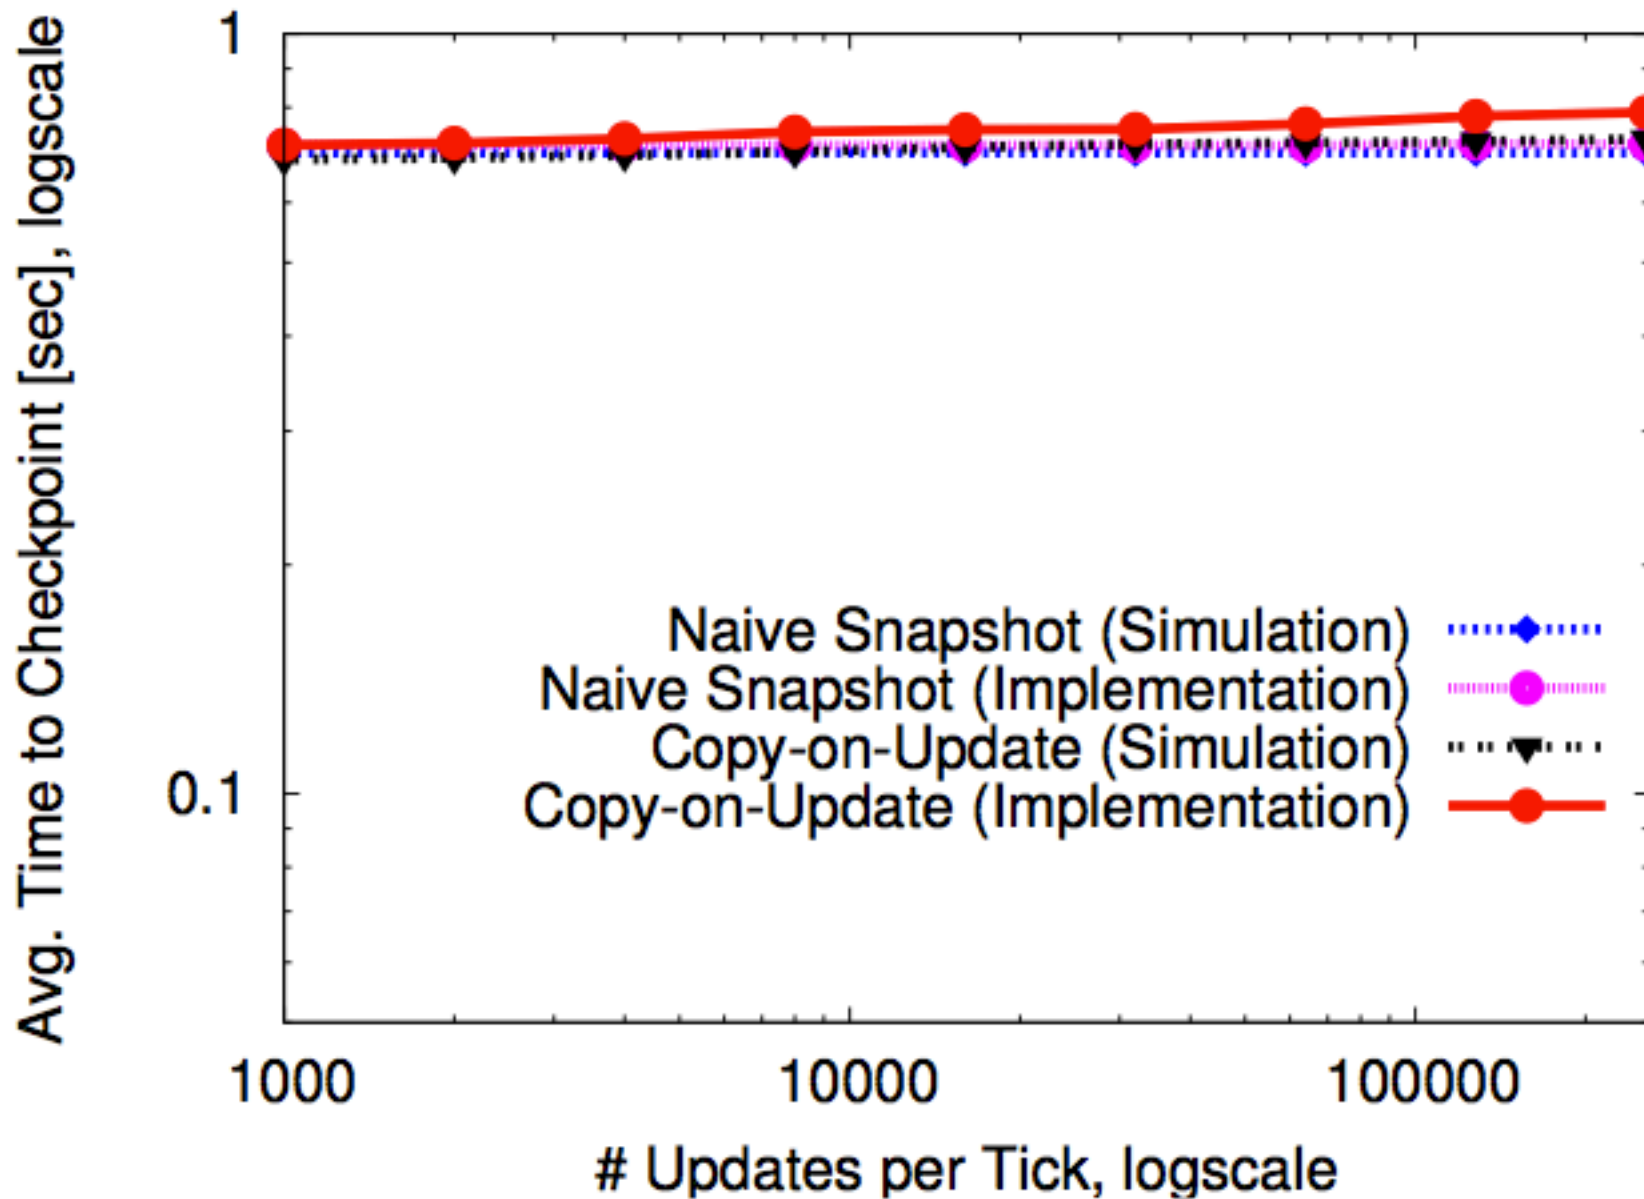 Avg. Time to Checkpoint [sec], logscale
1
0.1
Naive Snapshot (Simulation)
Naive Snapshot (Implementation)
Copy-on-Update (Simulation)
Copy-on-Update (Implementation)
1000 10000 100000
# Updates per Tick, logscale